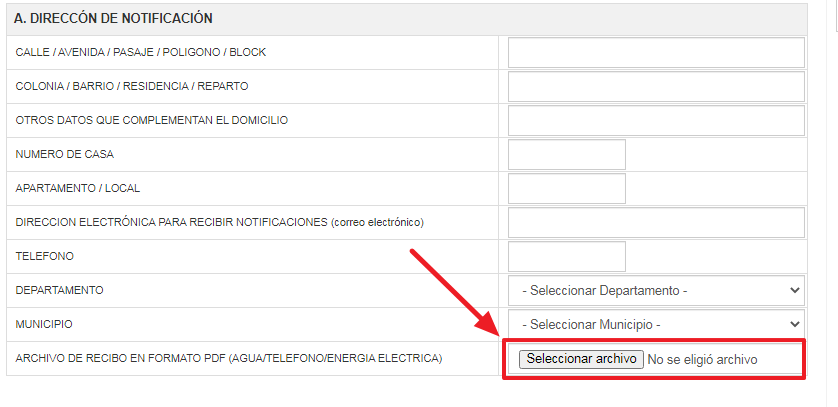 A. DIRECCÓN DE NOTIFICACIÓN
CALLE / AVENIDA / PASAJE / POLIGONO / BLOCK
COLONIA / BARRIO / RESIDENCIA / REPARTO
OTROS DATOS QUE COMPLEMENTAN EL DOMICILIO
NUMERO DE CASA
APARTAMENTO / LOCAL
DIRECCION ELECTRÓNICA PARA RECIBIR NOTIFICACIONES (correo electrónico)
TELEFONO
DEPARTAMENTO - Seleccionar Departamento -
MUNICIPIO - Seleccionar Municipio -
ARCHIVO DE RECIBO EN FORMATO PDF (AGUA/TELEFONO/ENERGIA ELECTRICA) Seleccionar archivo No se eligió archivo